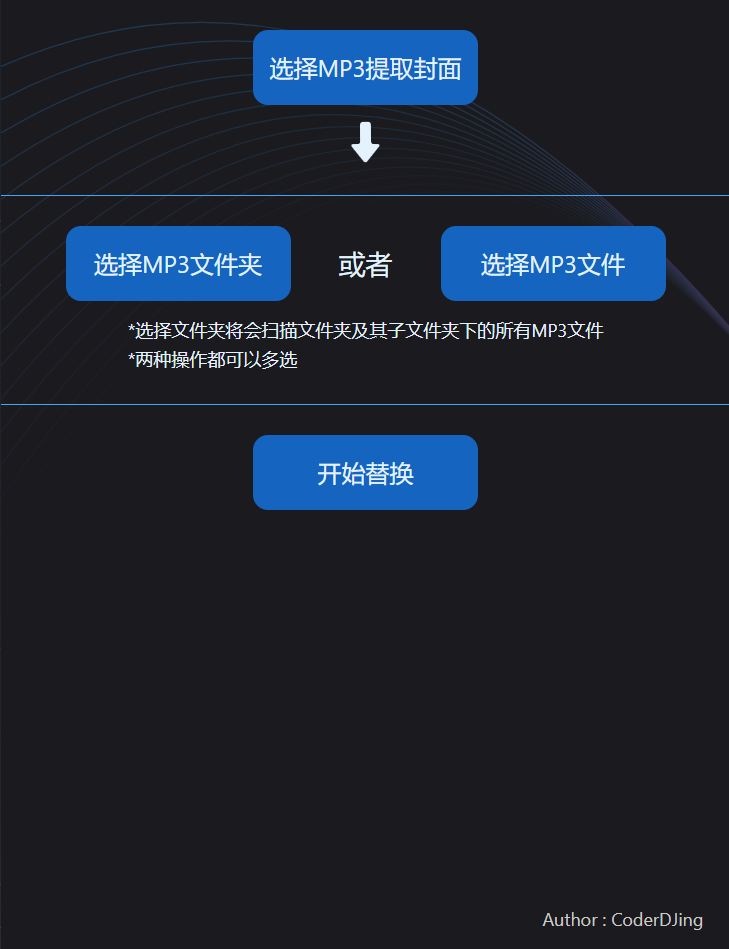 选择MP3提取封面
选择MP3文件夹
或者
选择MP3文件
*选择文件夹将会扫描文件夹及其子文件夹下的所有MP3文件
*两种操作都可以多选
开始替换
Author : CoderDJing